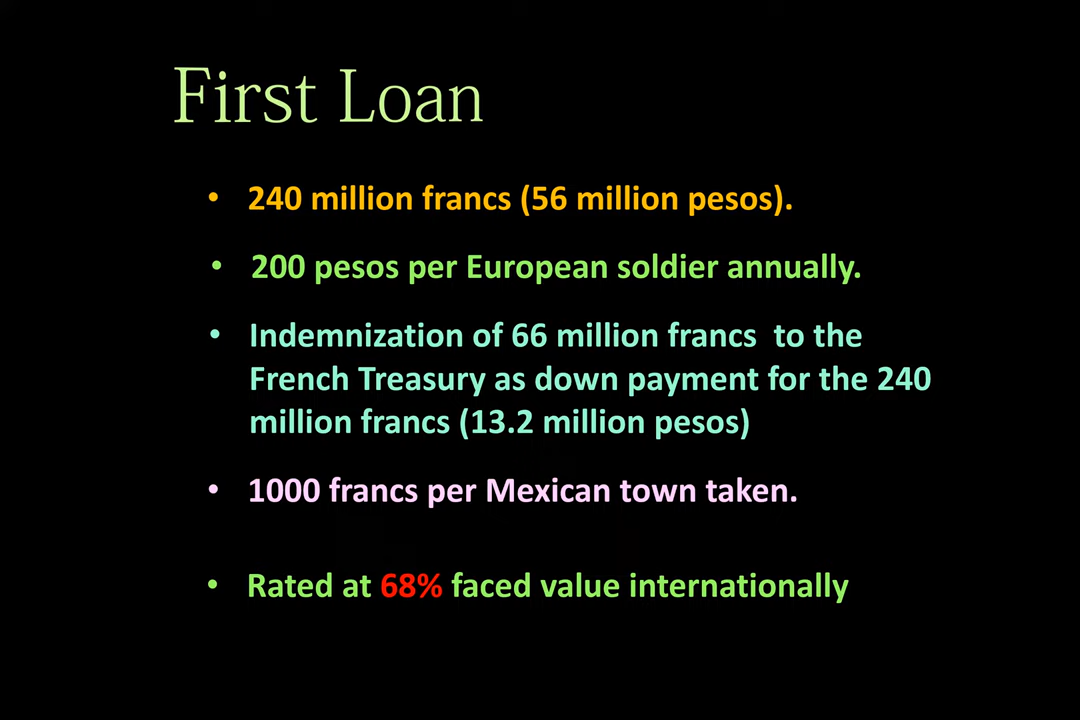 First Loan
• 240 million francs (56 million pesos).
• 200 pesos per European soldier annually.
• Indemnization of 66 million francs  to the
French Treasury as down payment for the 240
million francs (13.2 million pesos)
• 1000 francs per Mexican town taken.
• Rated at 68% faced value internationally